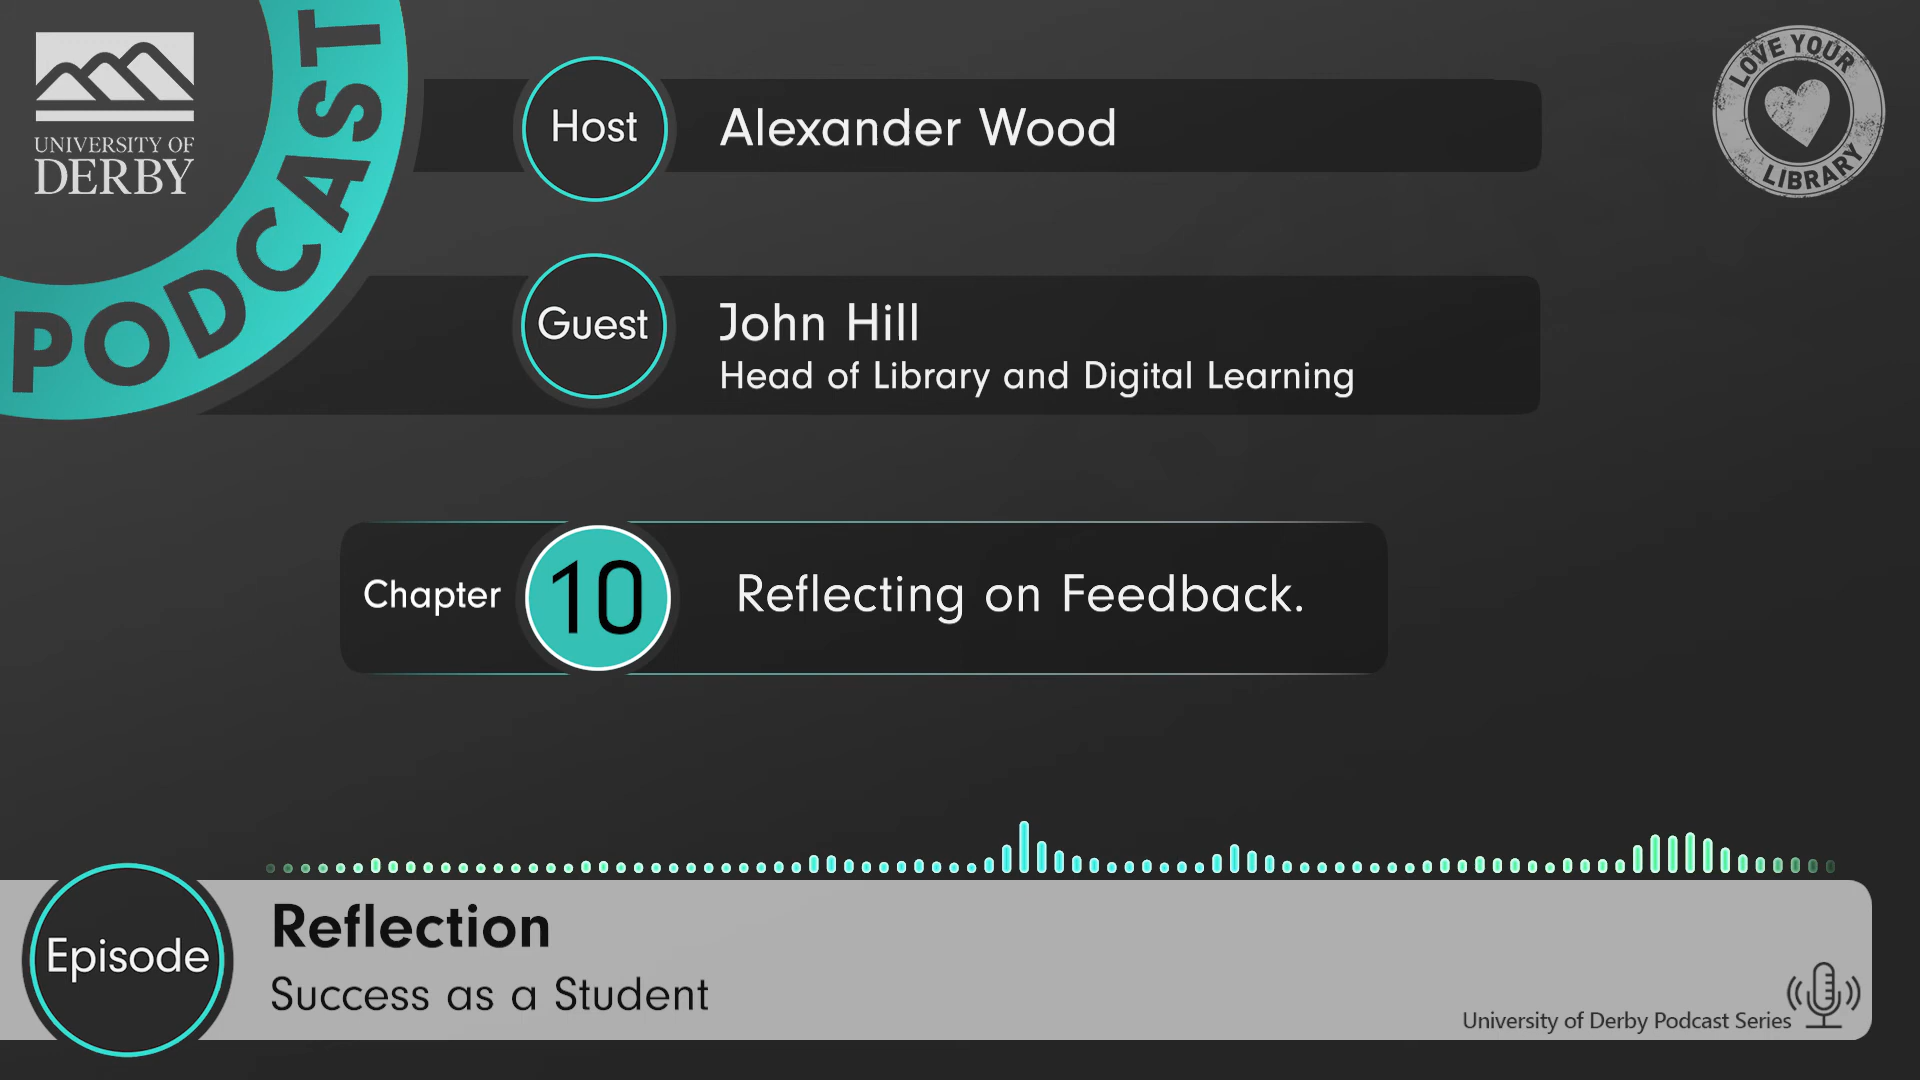 UNIVERSITY OF
DERBY
PODCAST
Host
Alexander Wood
LOVE YOUR
LIBRARY
Guest
John Hill
Head of Library and Digital Learning
Chapter
10
Reflecting on Feedback.
Episode
Reflection
Success as a Student
University of Derby Podcast Series